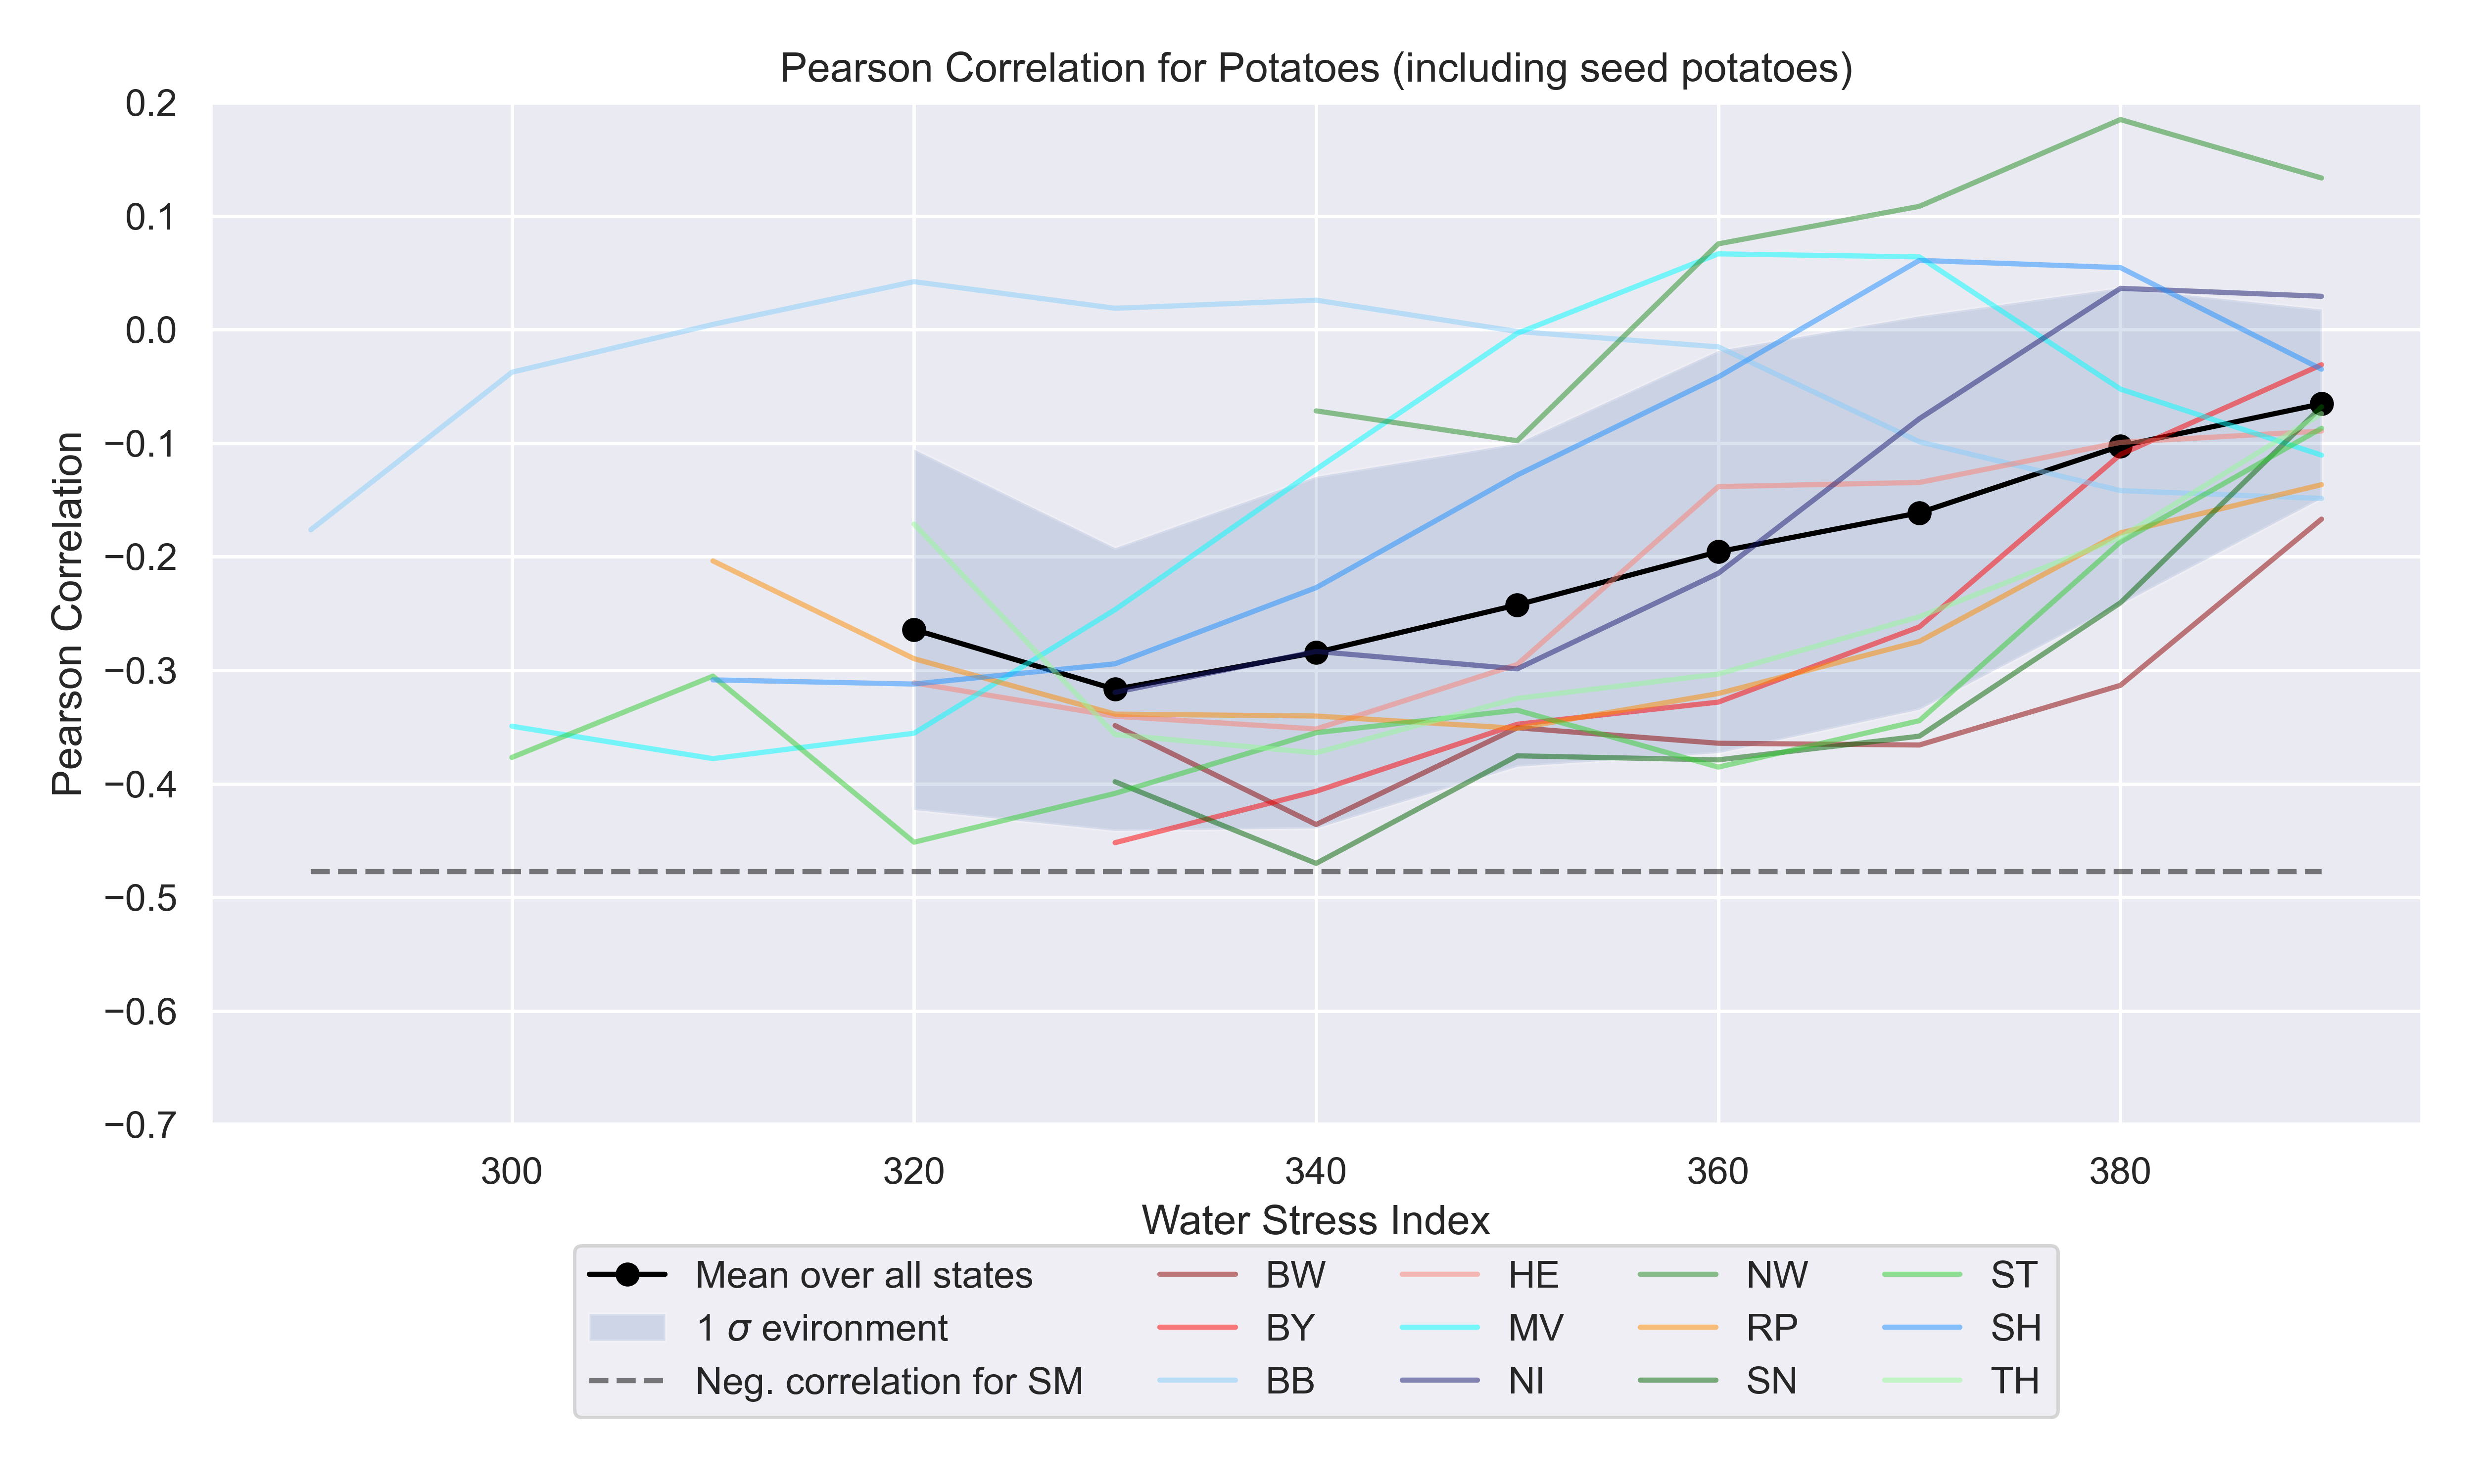 Pearson Correlation for Potatoes (including seed potatoes)
0.2
0.1
0.0
−0.1
−0.2
−0.3
−0.4
−0.5
−0.6
−0.7
Pearson Correlation
300 320 340 360 380
Water Stress Index
Mean over all states BW HE NW ST
1 σ evironment BY MV RP SH
Neg. correlation for SM BB NI SN TH